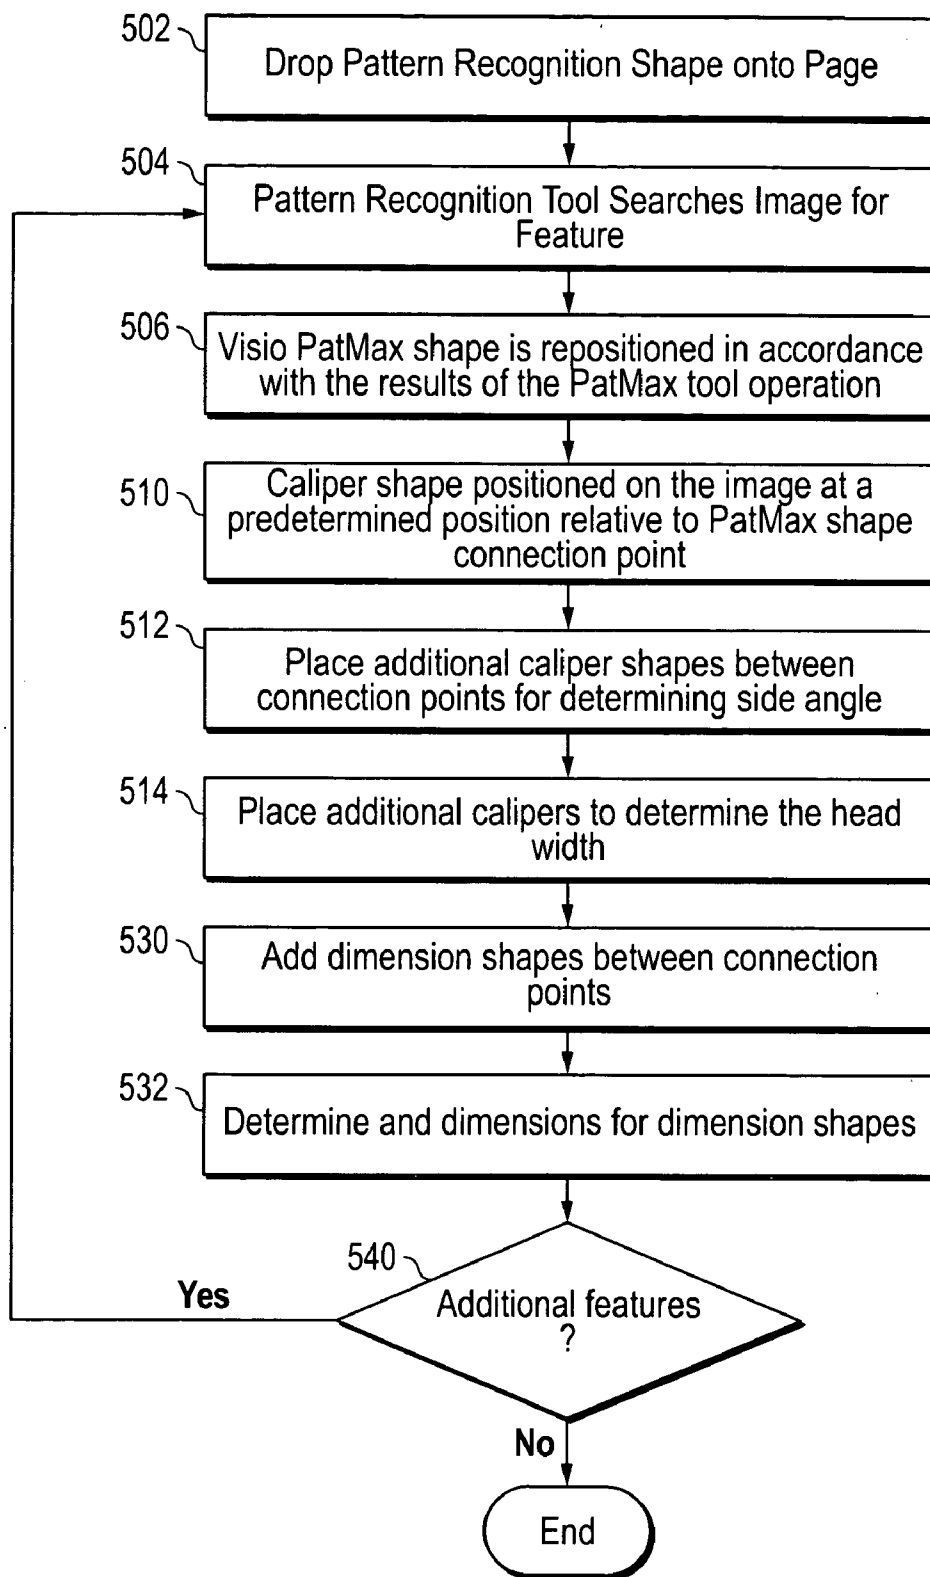 502
Drop Pattern Recognition Shape onto Page
504
Pattern Recognition Tool Searches Image for
Feature
506
Visio PatMax shape is repositioned in accordance
with the results of the PatMax tool operation
510
Caliper shape positioned on the image at a
predetermined position relative to PatMax shape
connection point
512
Place additional caliper shapes between
connection points for determining side angle
514
Place additional calipers to determine the head
width
530
Add dimension shapes between connection
points
532
Determine and dimensions for dimension shapes
540
Additional features
?
Yes
No
End